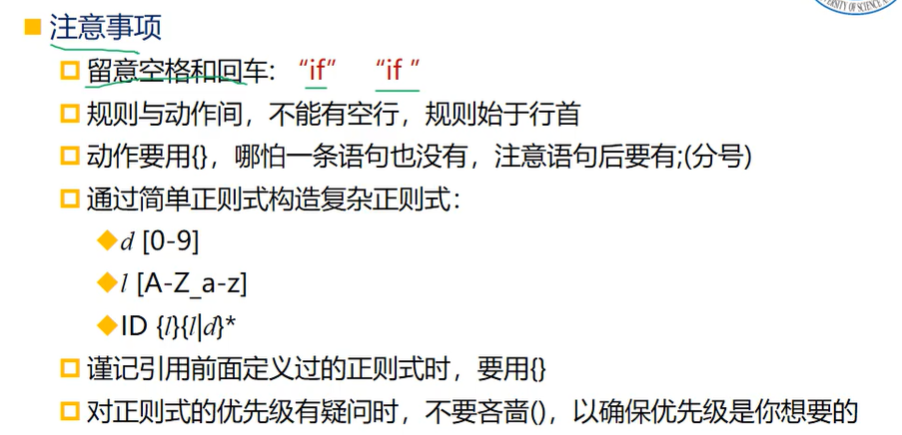 注意事项
留意空格和回车：“if” “if ”
规则与动作间，不能有空行，规则始于行首
动作要用{}，哪怕一条语句也没有，注意语句后要有;(分号)
通过简单正则式构造复杂正则式：
d [0-9]
l [A-Z_a-z]
ID {l}{l|d}*
谨记引用前面定义过的正则式时，要用{}
对正则式的优先级有疑问时，不要吝啬()，以确保优先级是你想要的